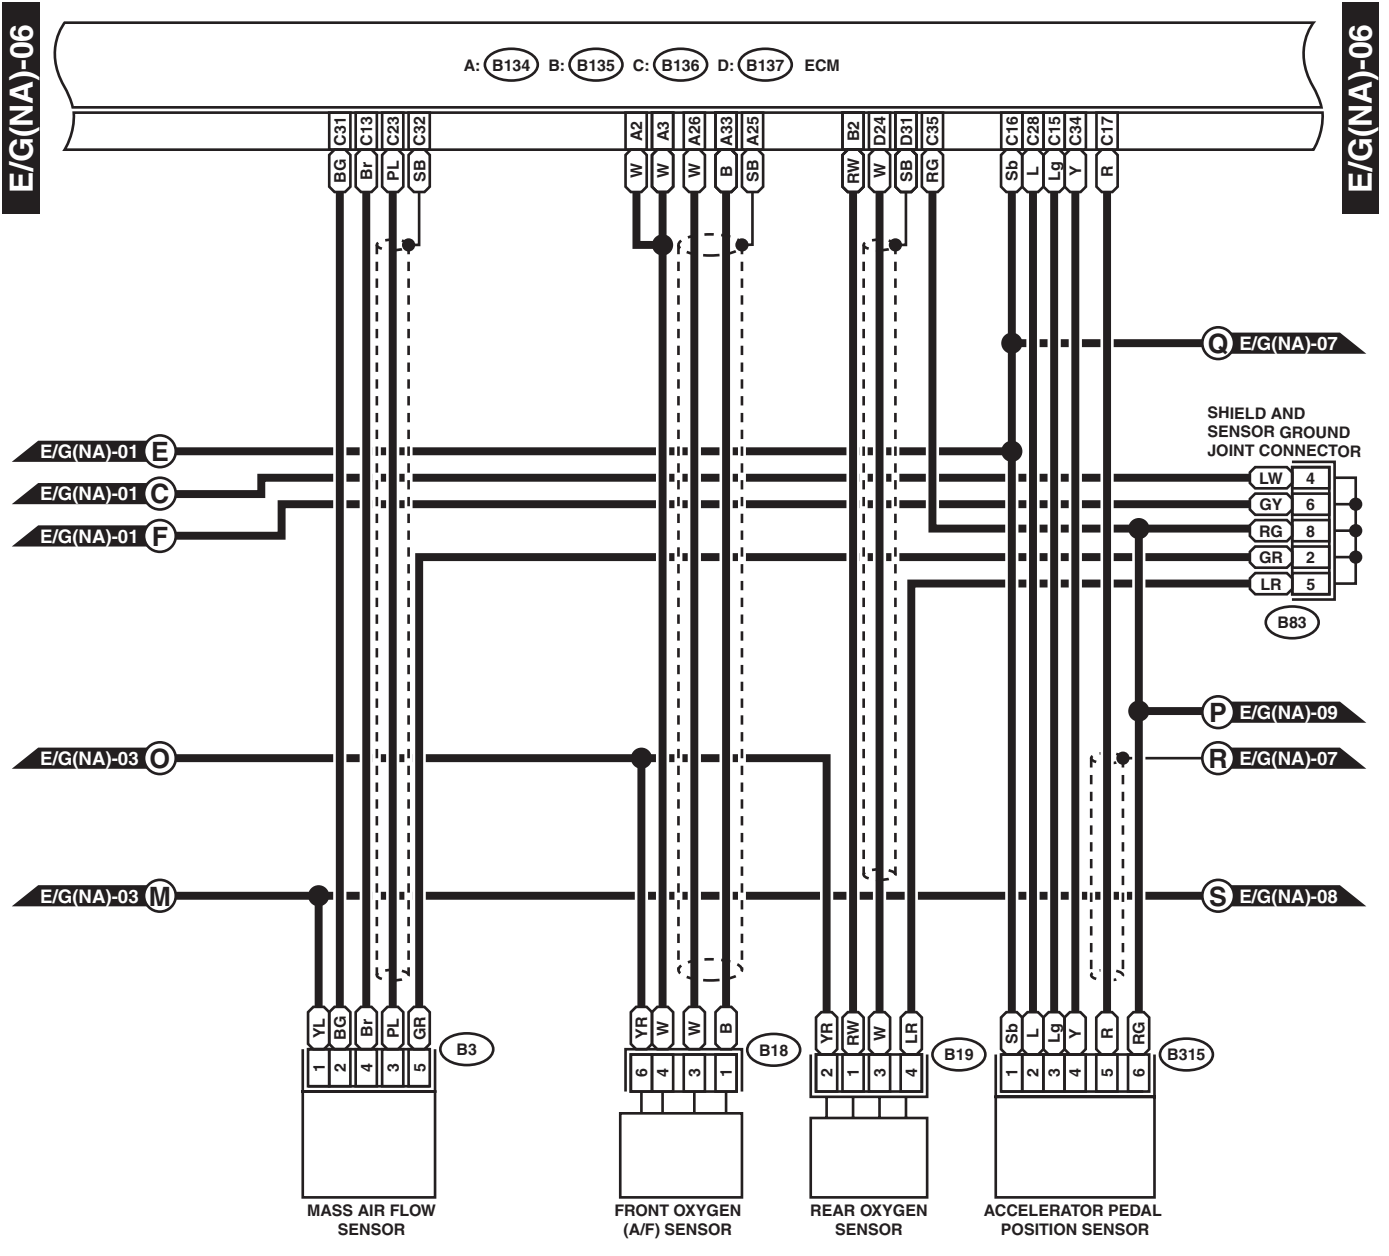 E/G(NA)-06
E/G(NA)-06
A: B134 B: B135 C: B136 D: B137 ECM
C31 C13 C23 C32 A2 A3 A26 A33 A25 B2 D24 D31 C35 C16 C28 C15 C34 C17
BG Br PL SB W W W B SB RW W SB RG Sb L Lg Y R
Q E/G(NA)-07
SHIELD AND
SENSOR GROUND
JOINT CONNECTOR
E/G(NA)-01 E
E/G(NA)-01 C
E/G(NA)-01 F
LW 4
GY 6
RG 8
GR 2
LR 5
B83
P E/G(NA)-09
E/G(NA)-03 O
R E/G(NA)-07
E/G(NA)-03 M
S E/G(NA)-08
YL BG Br PL GR YR W W B YR RW W LR Sb L Lg Y R RG
B3 B18 B19 B315
1 2 4 3 5 6 4 3 1 2 1 3 4 1 2 3 4 5 6
MASS AIR FLOW
SENSOR
FRONT OXYGEN
(A/F) SENSOR
REAR OXYGEN
SENSOR
ACCELERATOR PEDAL
POSITION SENSOR